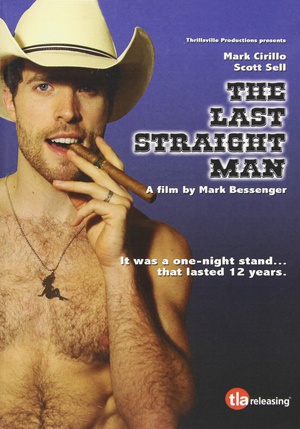 Thrillsville Productions presents
Mark Cirillo
Scott Sell
THE
LAST
STRAIGHT
MAN
A film by Mark Bessenger
It was a one-night stand...
that lasted 12 years.
tla releasing™